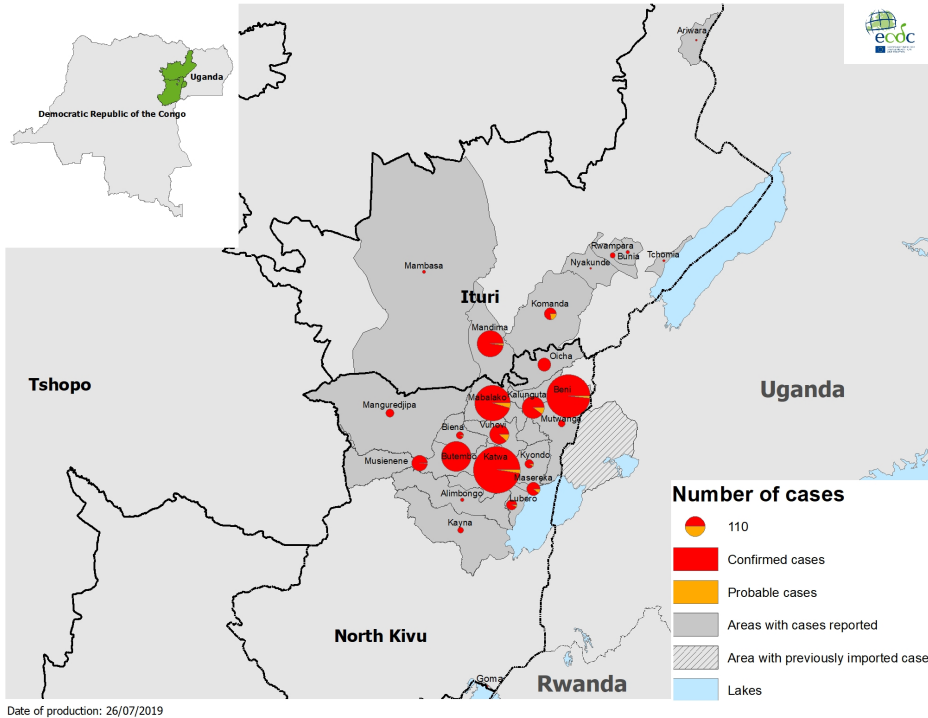 Ariwara
ecdc
Uganda
Democratic Republic of the Congo
Rwampara
Bunia
Tchomia
Nyakunde
Mambasa
Ituri
Komanda
Mandima
Oicha
Tshopo
Beni
Uganda
Mabalako
Kalunguta
Manguredjipa
Mutwanga
Vuhovi
Biena
Butembo
Katwa
Kyondo
Musienene
Masereka
Alimbongo
Lubero
Kayna
Number of cases
110
Confirmed cases
Probable cases
Areas with cases reported
Area with previously imported case
Lakes
North Kivu
Goma
Rwanda
Date of production: 26/07/2019